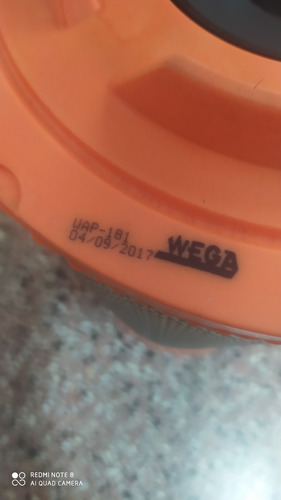 WAP-181
04/09/2017
WEGA
REDMI NOTE 8
AI QUAD CAMERA